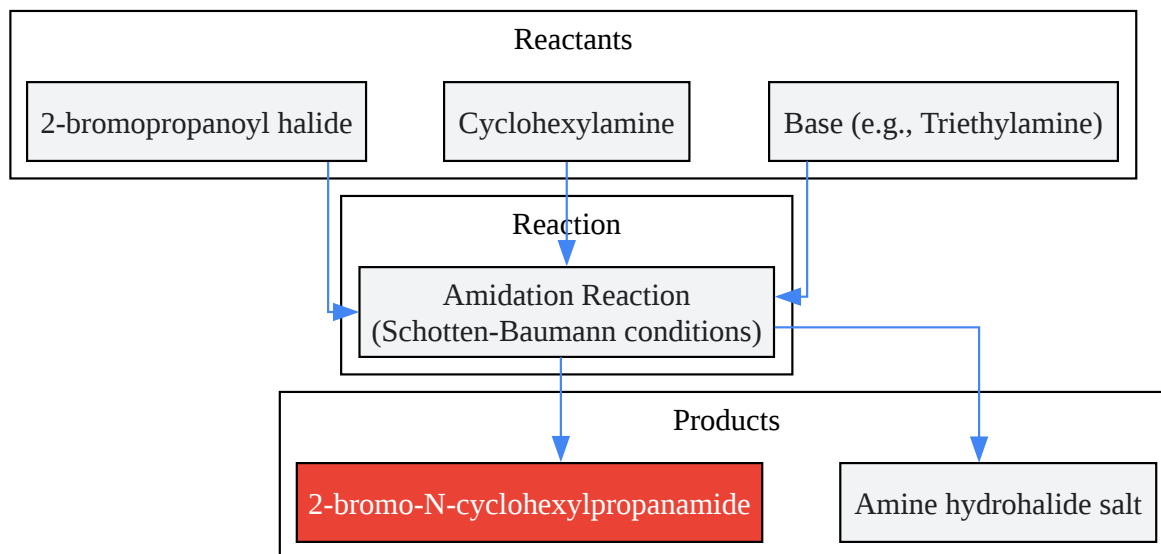 Reactants
2-bromopropanoyl halide
Cyclohexylamine
Base (e.g., Triethylamine)
Reaction
Amidation Reaction
(Schotten-Baumann conditions)
Products
2-bromo-N-cyclohexylpropanamide
Amine hydrohalide salt